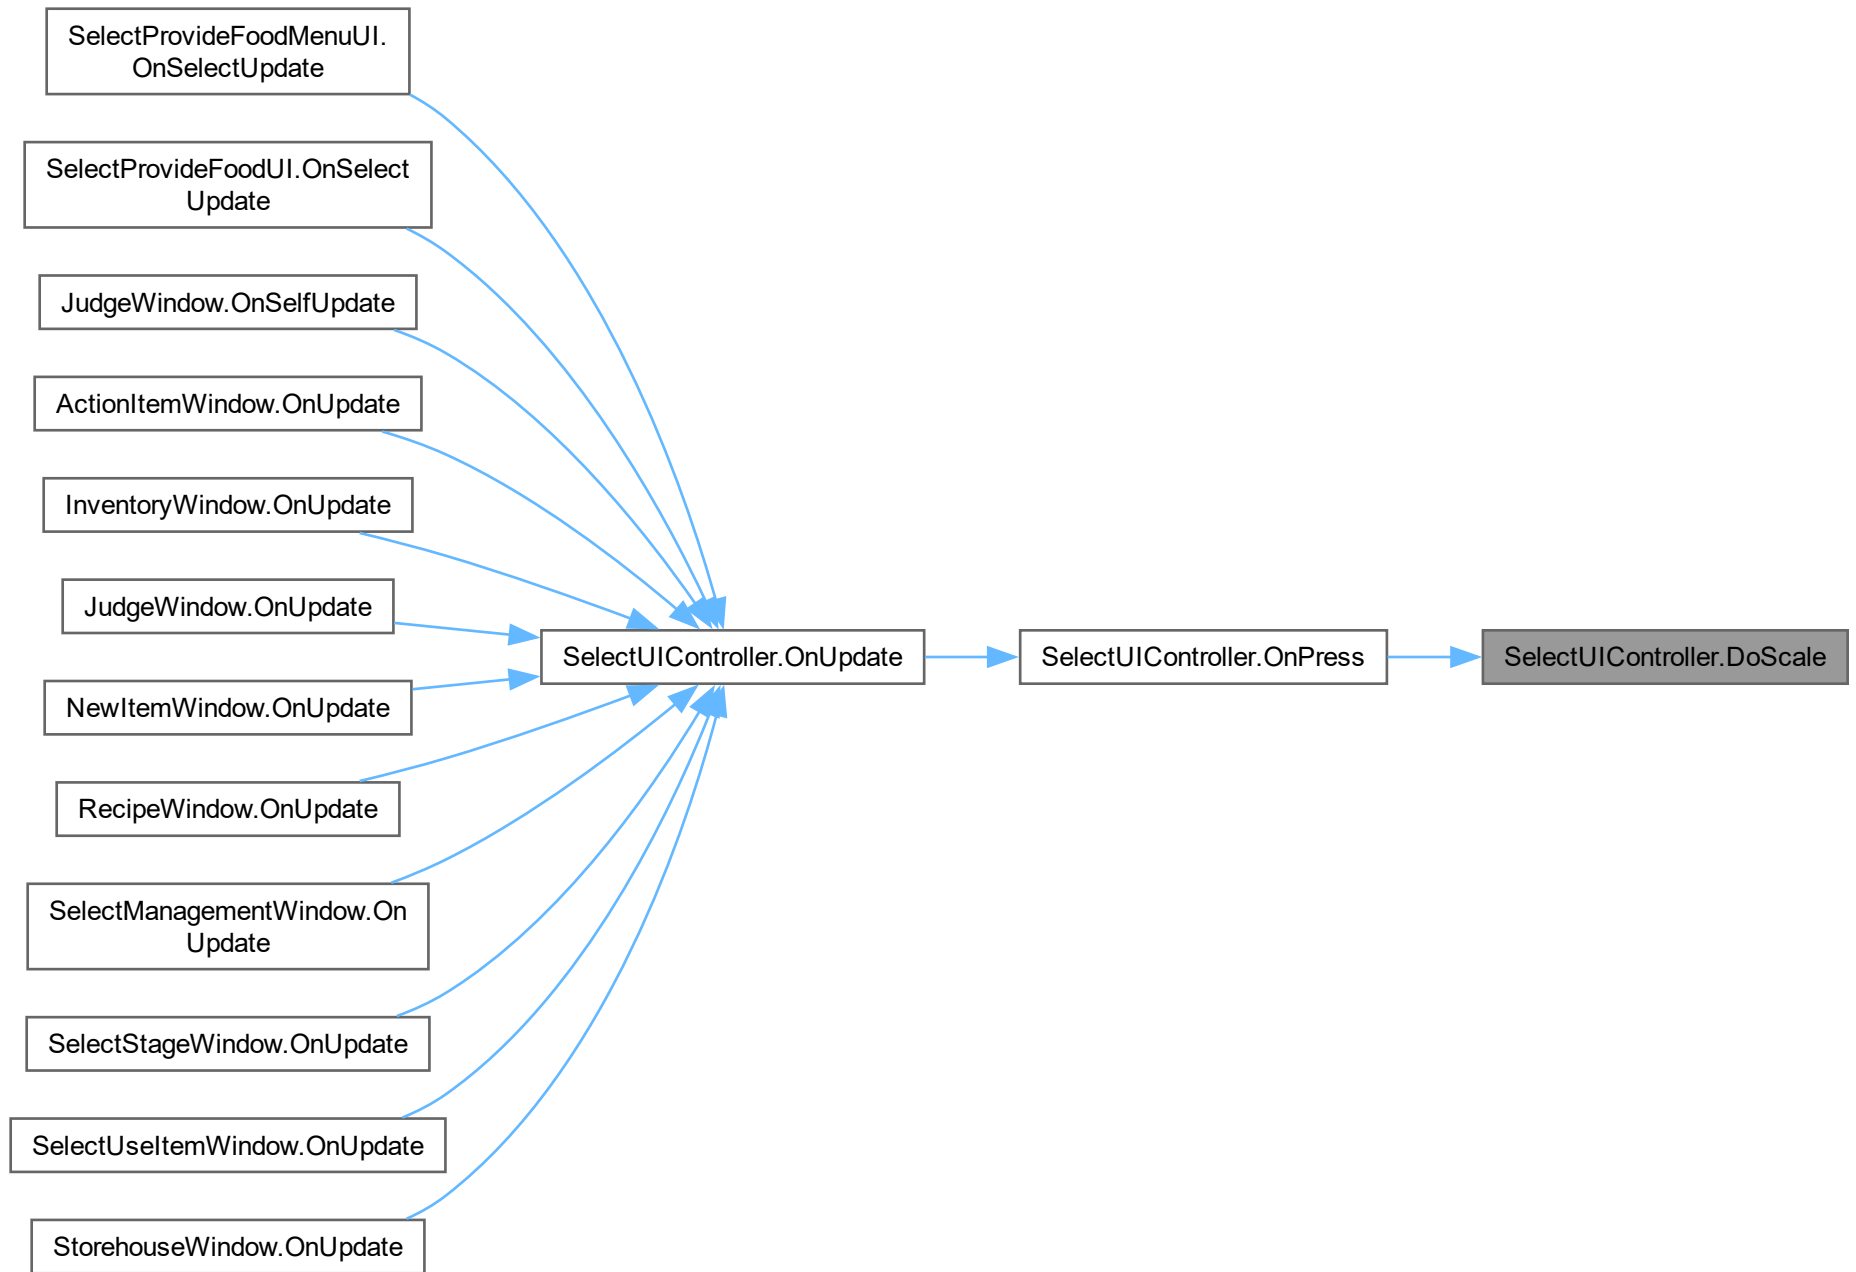 SelectProvideFoodMenuUI.
OnSelectUpdate
SelectProvideFoodUI.OnSelect
Update
JudgeWindow.OnSelfUpdate
ActionItemWindow.OnUpdate
InventoryWindow.OnUpdate
JudgeWindow.OnUpdate
NewItemWindow.OnUpdate
RecipeWindow.OnUpdate
SelectManagementWindow.On
Update
SelectStageWindow.OnUpdate
SelectUseItemWindow.OnUpdate
StorehouseWindow.OnUpdate
SelectUIController.OnUpdate
SelectUIController.OnPress
SelectUIController.DoScale